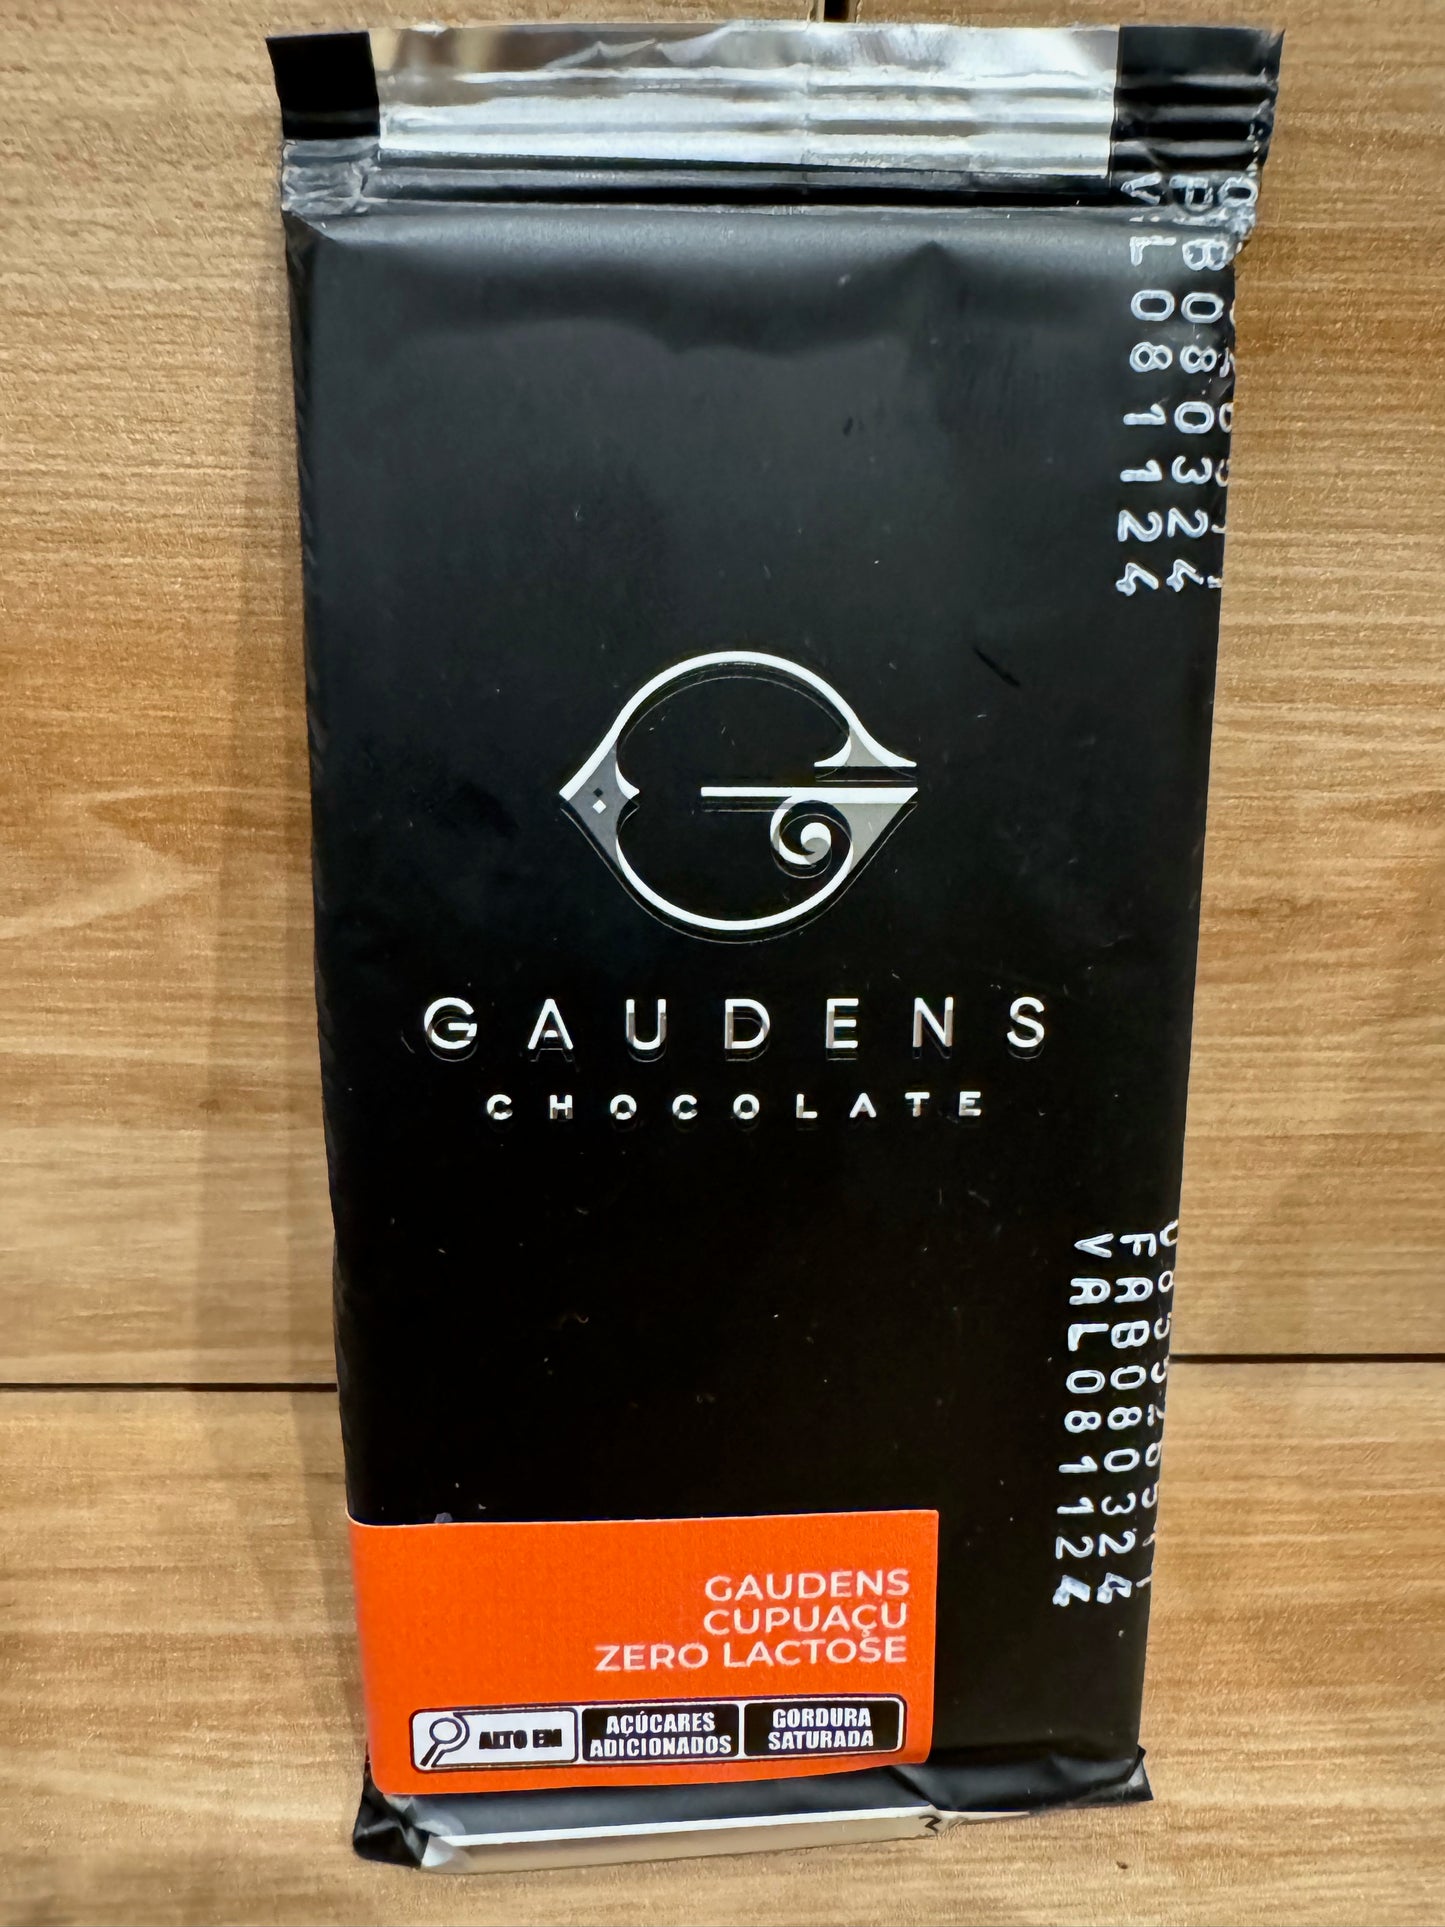 GAUDENS
CHOCOLATE
FAB080324
VAL081124
GAUDENS
CUPUAÇU
ZERO LACTOSE
ALTO EM
AÇÚCARES
ADICIONADOS
GORDURA
SATURADA